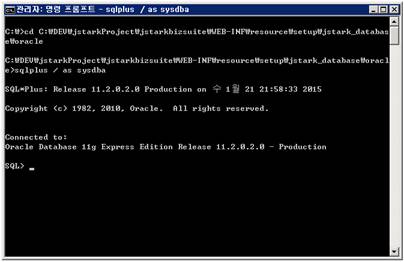 관리자: 명령 프롬프트 - sqlplus  / as sysdba
C:₩>cd C:₩DEV₩jstarkProject₩jstarkbizsuite₩WEB-INF₩resource₩setup₩jstark_databas
e₩oracle
C:₩DEV₩jstarkProject₩jstarkbizsuite₩WEB-INF₩resource₩setup₩jstark_database₩oracl
e>sqlplus / as sysdba
SQL*Plus: Release 11.2.0.2.0 Production on 수 1월 21 21:58:33 2015
Copyright (c) 1982, 2010, Oracle.  All rights reserved.
Connected to:
Oracle Database 11g Express Edition Release 11.2.0.2.0 - Production
SQL> _